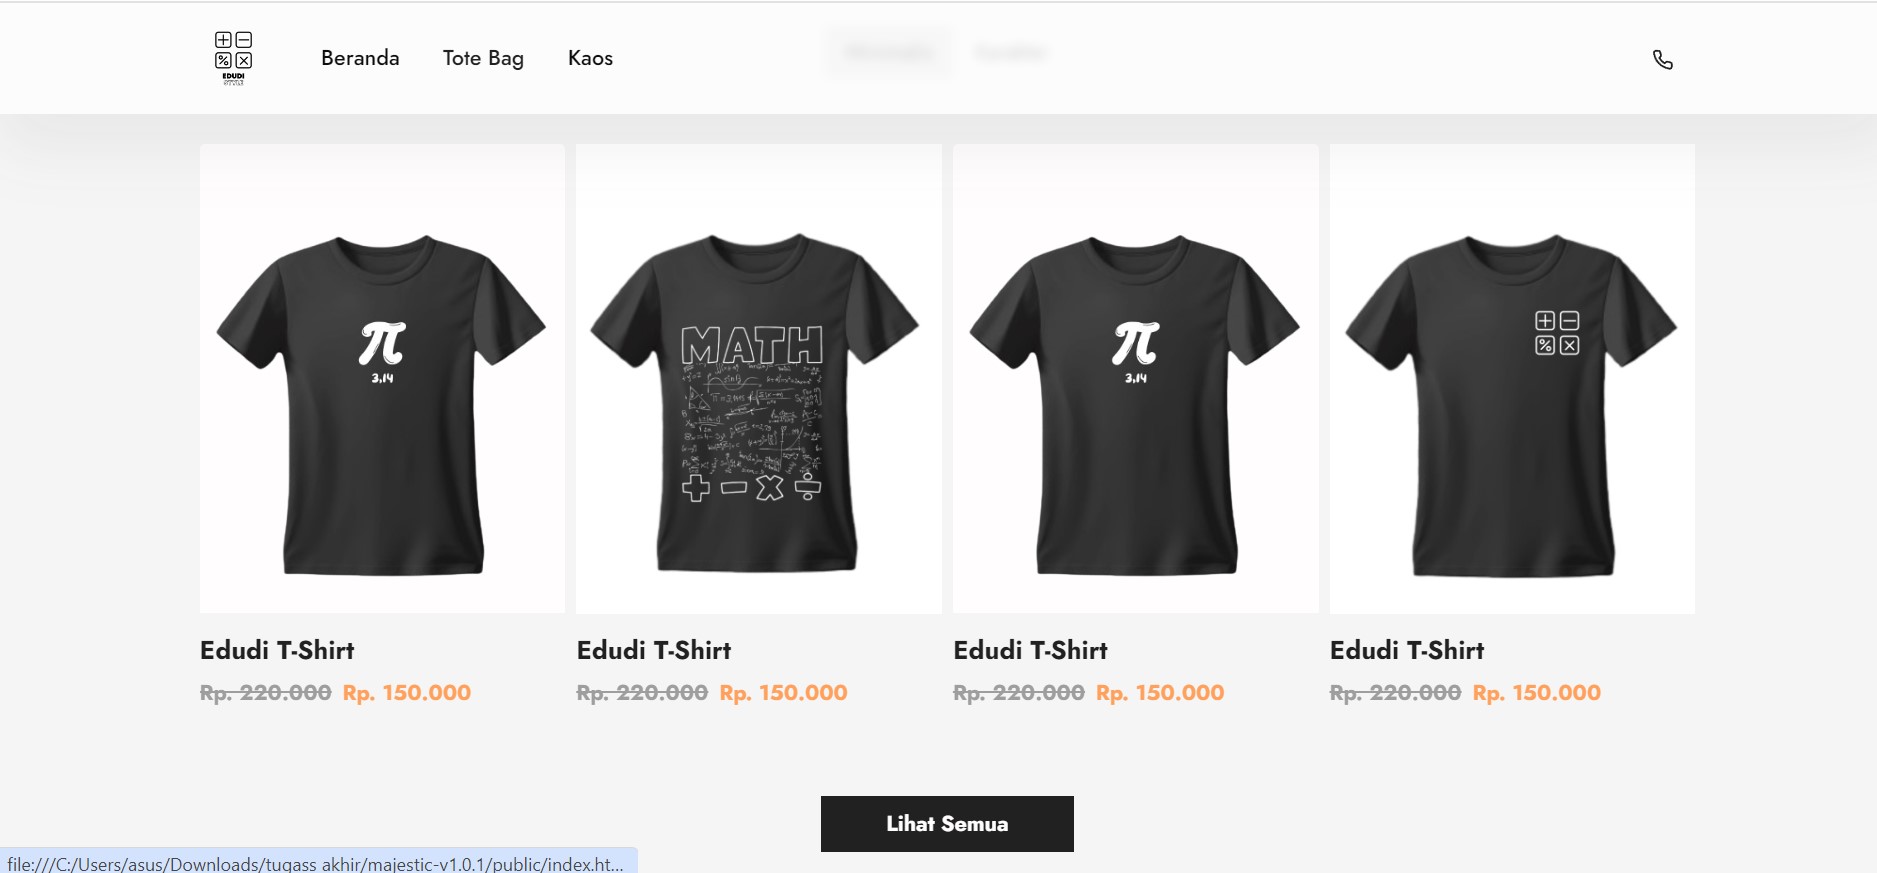 EDUDI
STYLE
Beranda
Tote Bag
Kaos
π
3,14
MATH
π
3,14
Edudi T-Shirt
Rp. 220.000 Rp. 150.000
Edudi T-Shirt
Rp. 220.000 Rp. 150.000
Edudi T-Shirt
Rp. 220.000 Rp. 150.000
Edudi T-Shirt
Rp. 220.000 Rp. 150.000
Lihat Semua
file:///C:/Users/asus/Downloads/tugass akhir/majestic-v1.0.1/public/index.ht...